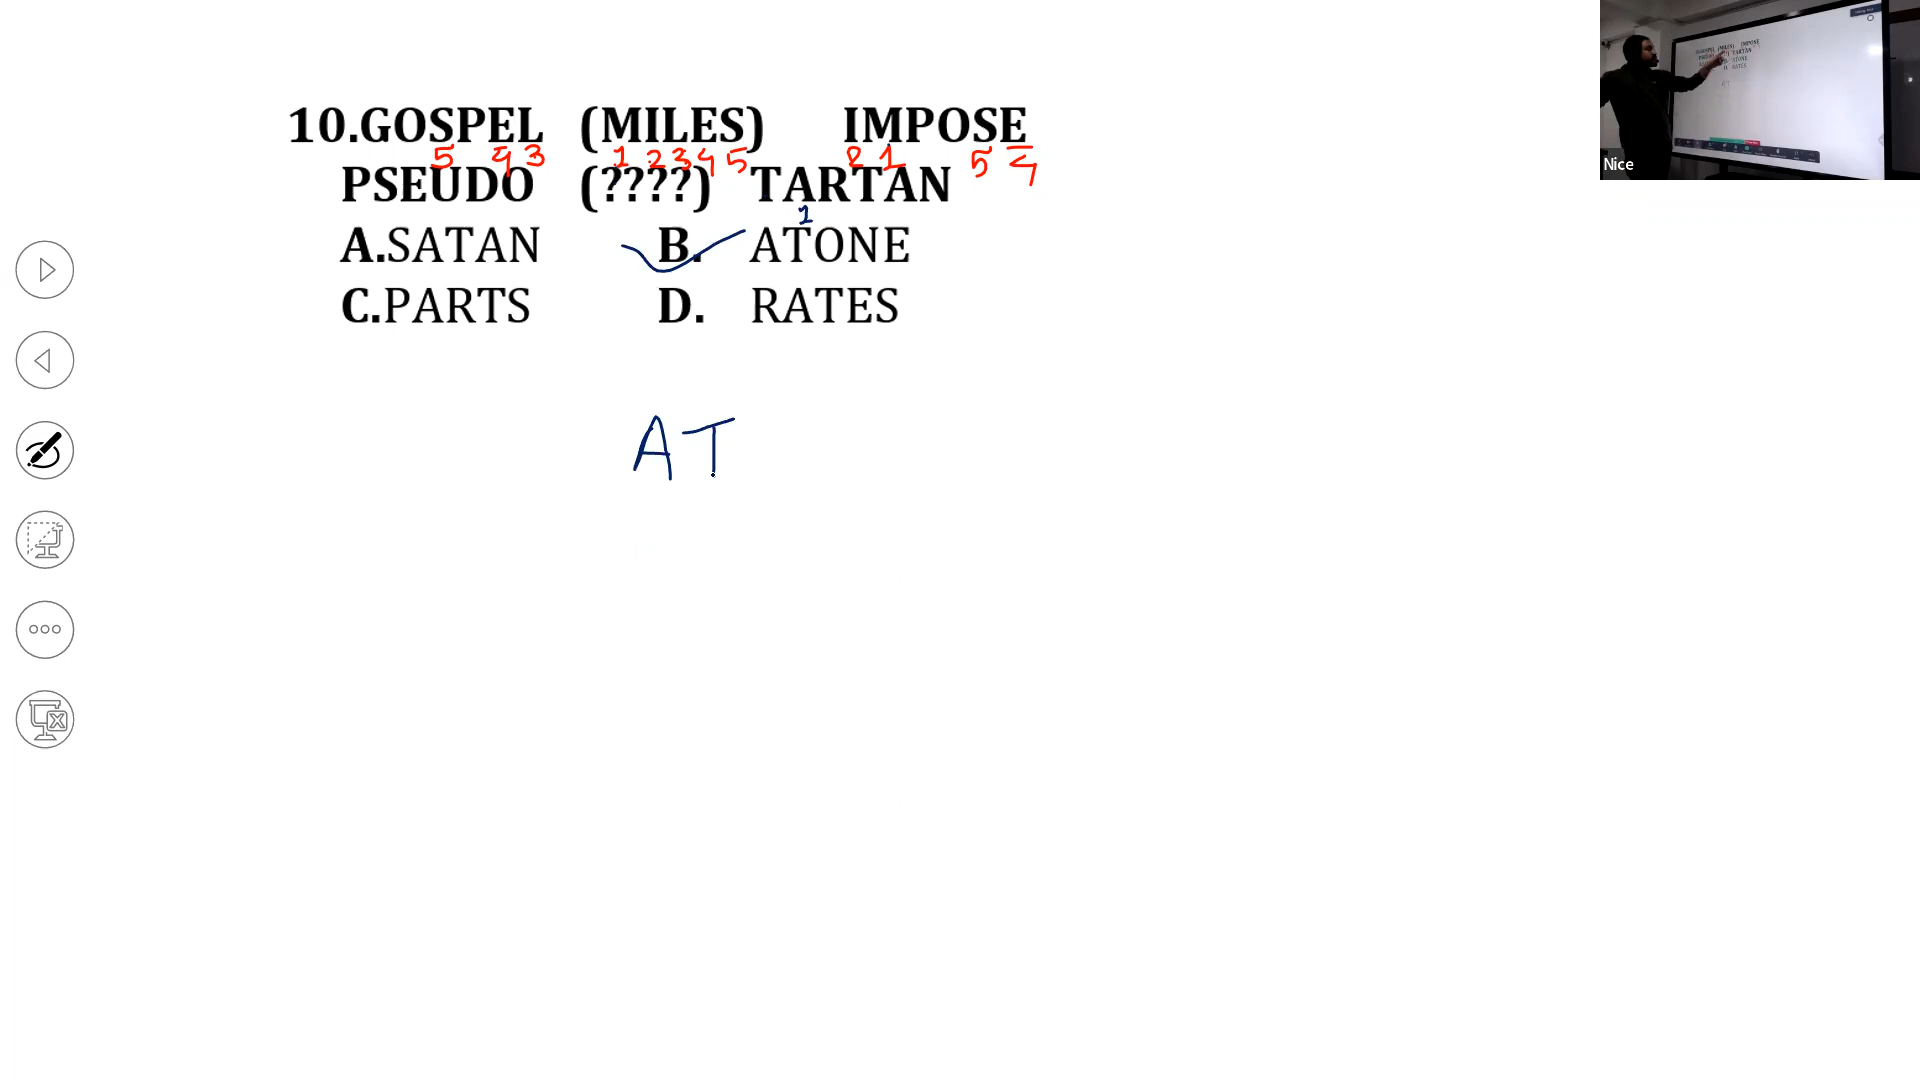 10.GOSPEL (MILES) IMPOSE
5 4 3 1 2 3 4 5 2 1 5 4
PSEUDO (????) TARTAN
1
A.SATAN B. ATONE
C.PARTS D. RATES
AT
Nice